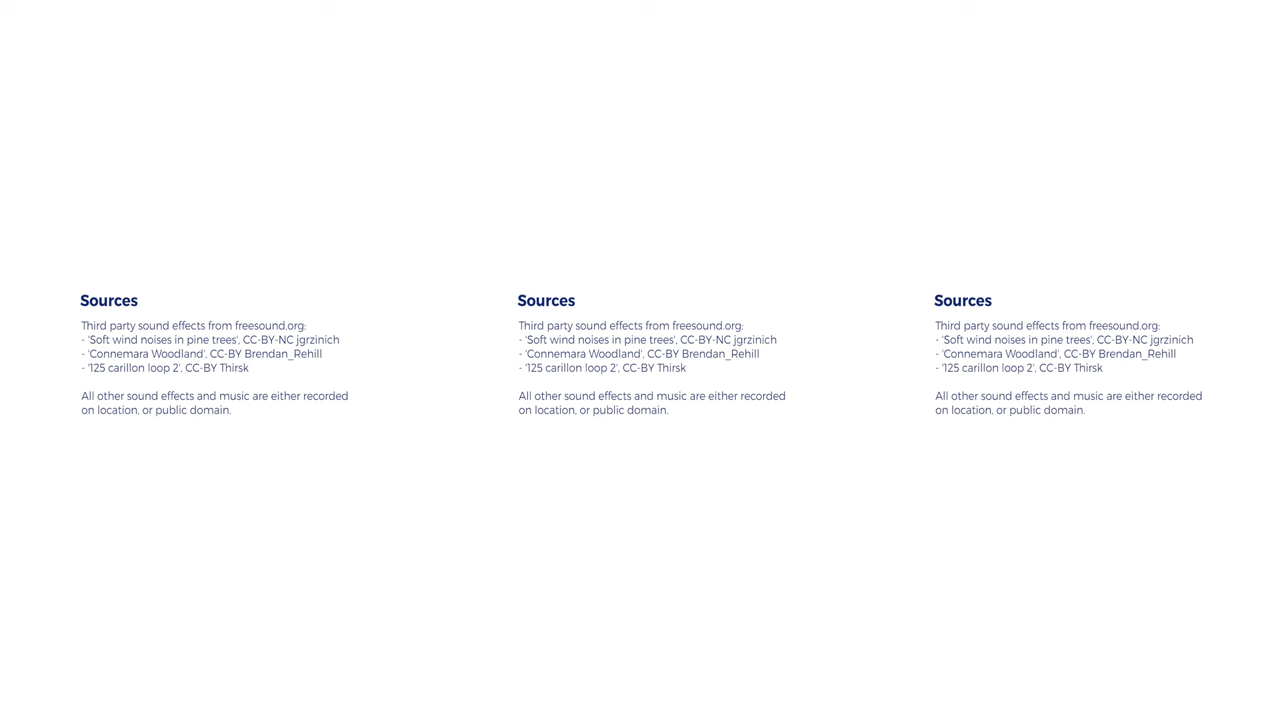 Sources
Third party sound effects from freesound.org:
- 'Soft wind noises in pine trees', CC-BY-NC jgrzinich
- 'Connemara Woodland', CC-BY Brendan_Rehill
- '125 carillon loop 2', CC-BY Thirsk
All other sound effects and music are either recorded
on location, or public domain.
Sources
Third party sound effects from freesound.org:
- 'Soft wind noises in pine trees', CC-BY-NC jgrzinich
- 'Connemara Woodland', CC-BY Brendan_Rehill
- '125 carillon loop 2', CC-BY Thirsk
All other sound effects and music are either recorded
on location, or public domain.
Sources
Third party sound effects from freesound.org:
- 'Soft wind noises in pine trees', CC-BY-NC jgrzinich
- 'Connemara Woodland', CC-BY Brendan_Rehill
- '125 carillon loop 2', CC-BY Thirsk
All other sound effects and music are either recorded
on location, or public domain.